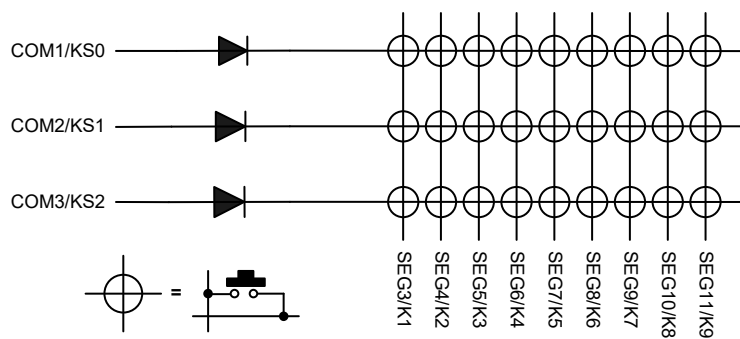 COM1/KS0
COM2/KS1
COM3/KS2
=
SEG3/K1
SEG4/K2
SEG5/K3
SEG6/K4
SEG7/K5
SEG8/K6
SEG9/K7
SEG10/K8
SEG11/K9